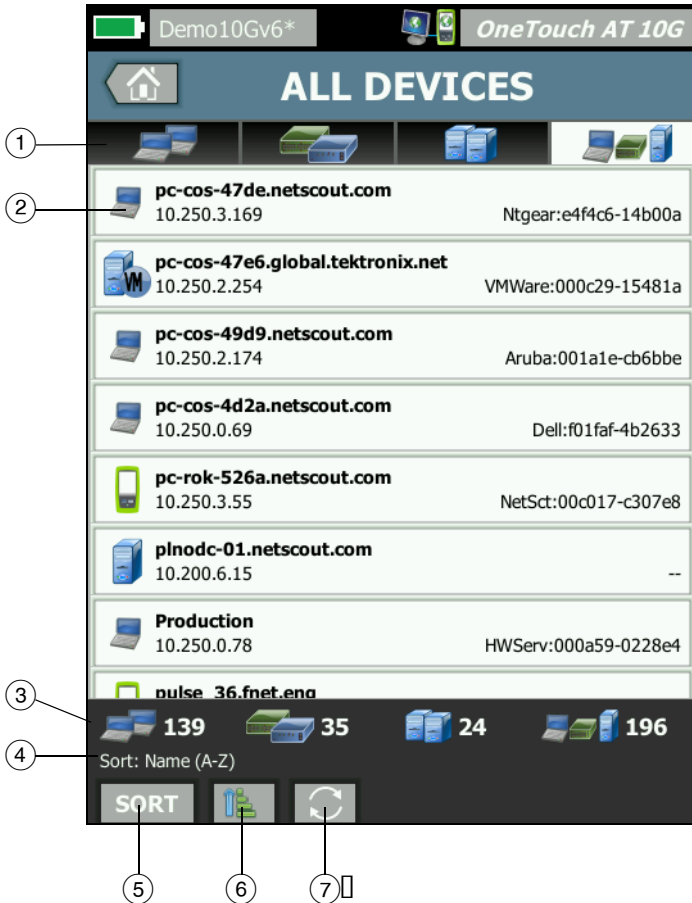 Demo10Gv6* OneTouch AT 10G
ALL DEVICES
1
2
pc-cos-47de.netscout.com
10.250.3.169 Ntgear:e4f4c6-14b00a
pc-cos-47e6.global.tektronix.net
VM
10.250.2.254 VMWare:000c29-15481a
pc-cos-49d9.netscout.com
10.250.2.174 Aruba:001a1e-cb6bbe
pc-cos-4d2a.netscout.com
10.250.0.69 Dell:f01faf-4b2633
pc-rok-526a.netscout.com
10.250.3.55 NetSct:00c017-c307e8
plnodc-01.netscout.com
10.200.6.15 --
Production
10.250.0.78 HWServ:000a59-0228e4
pulse_36.fnet.eng
3
139 35 24 196
4
Sort: Name (A-Z)
SORT
5 6 7